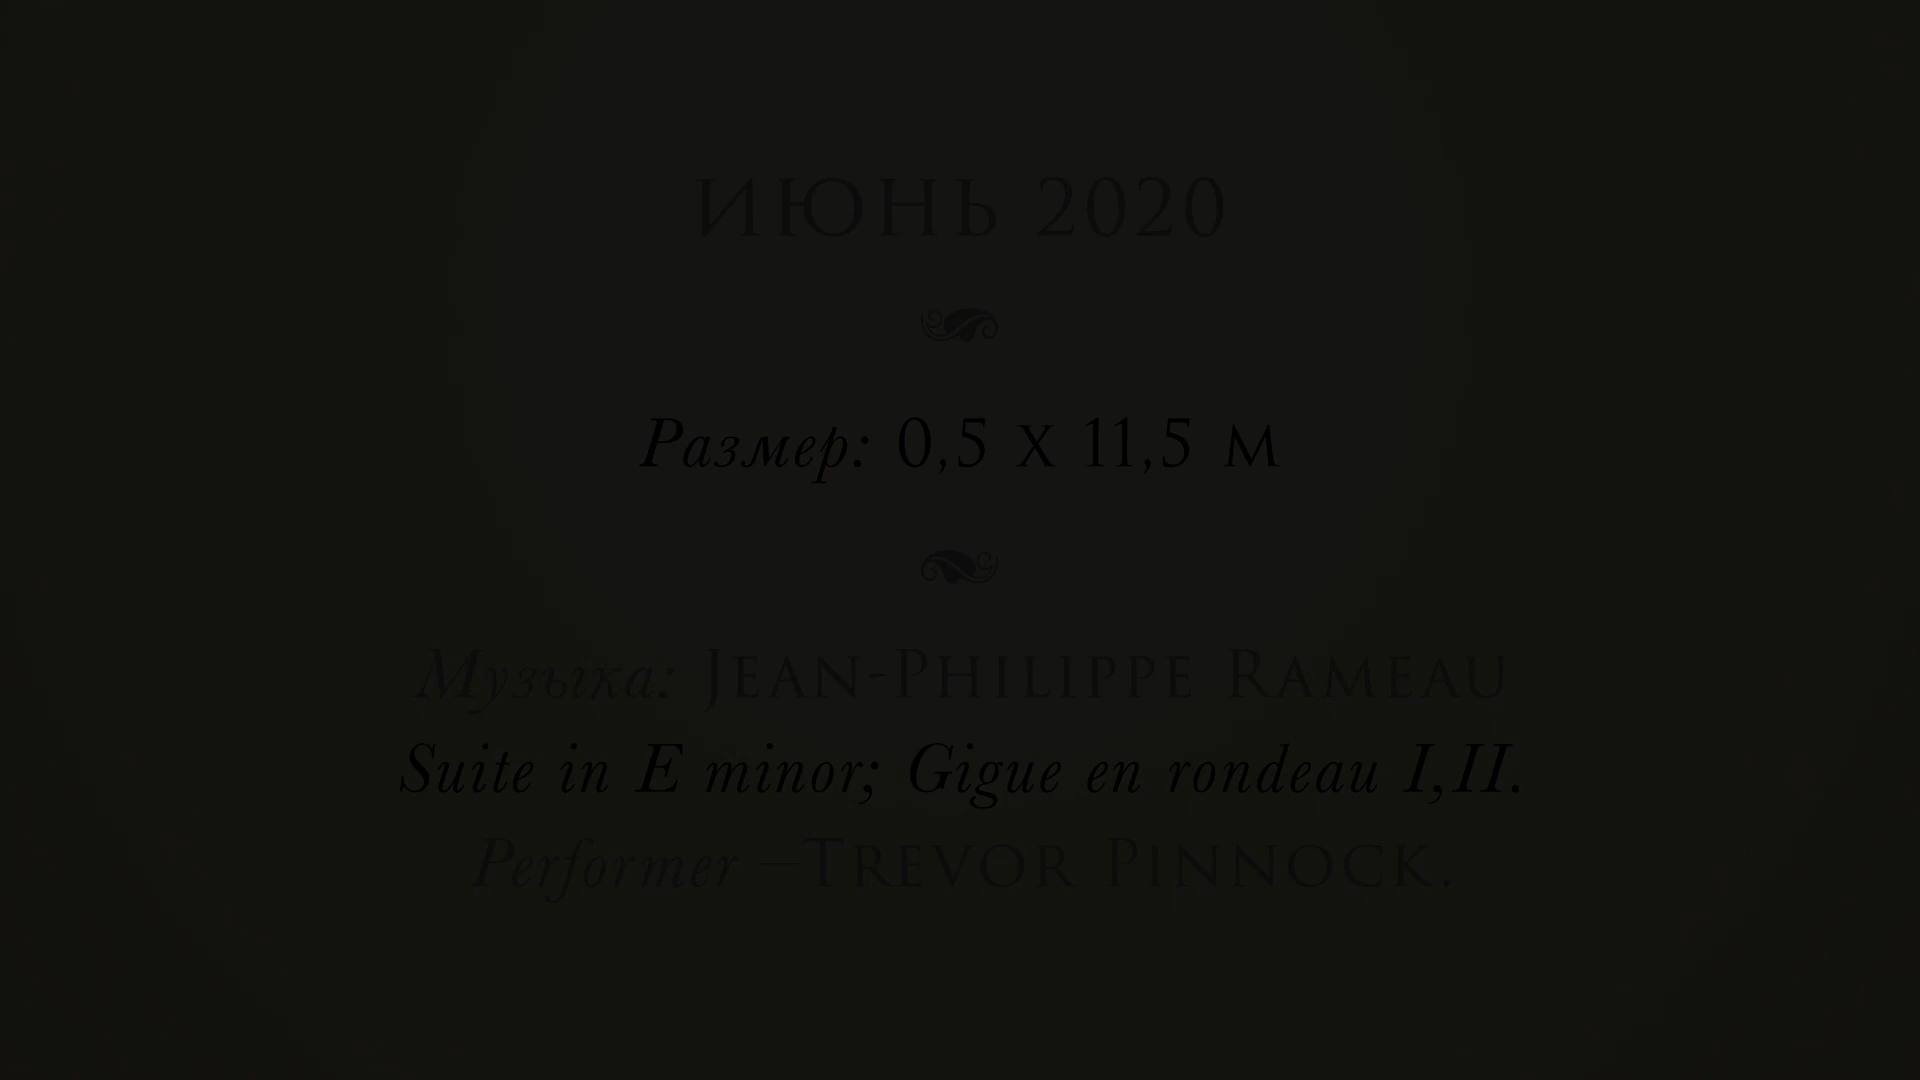 ИЮНЬ 2020
Размер: 0,5 х 11,5 м
Музыка: Jean-Philippe Rameau
Suite in E minor; Gigue en rondeau I,II.
Performer —Trevor Pinnock.